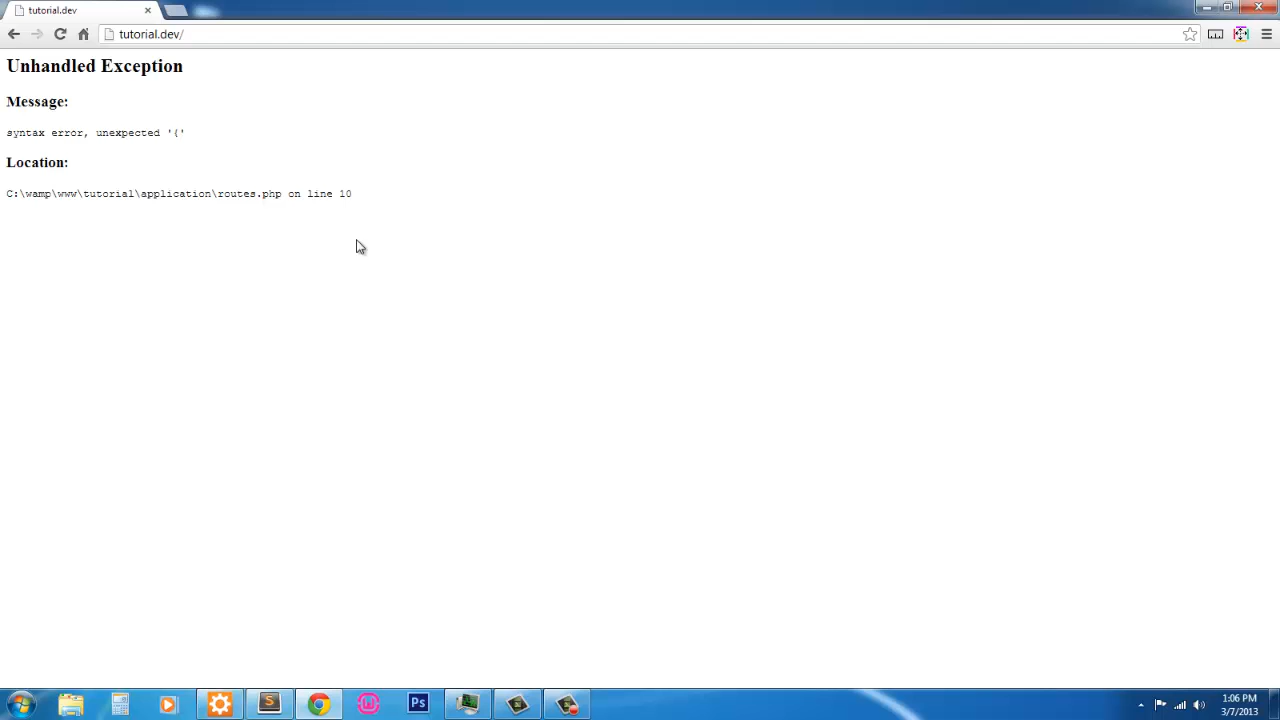 tutorial.dev
tutorial.dev/
Unhandled Exception
Message:
syntax error, unexpected '{'
Location:
C:\wamp\www\tutorial\application\routes.php on line 10
S
Ps
1:06 PM
3/7/2013